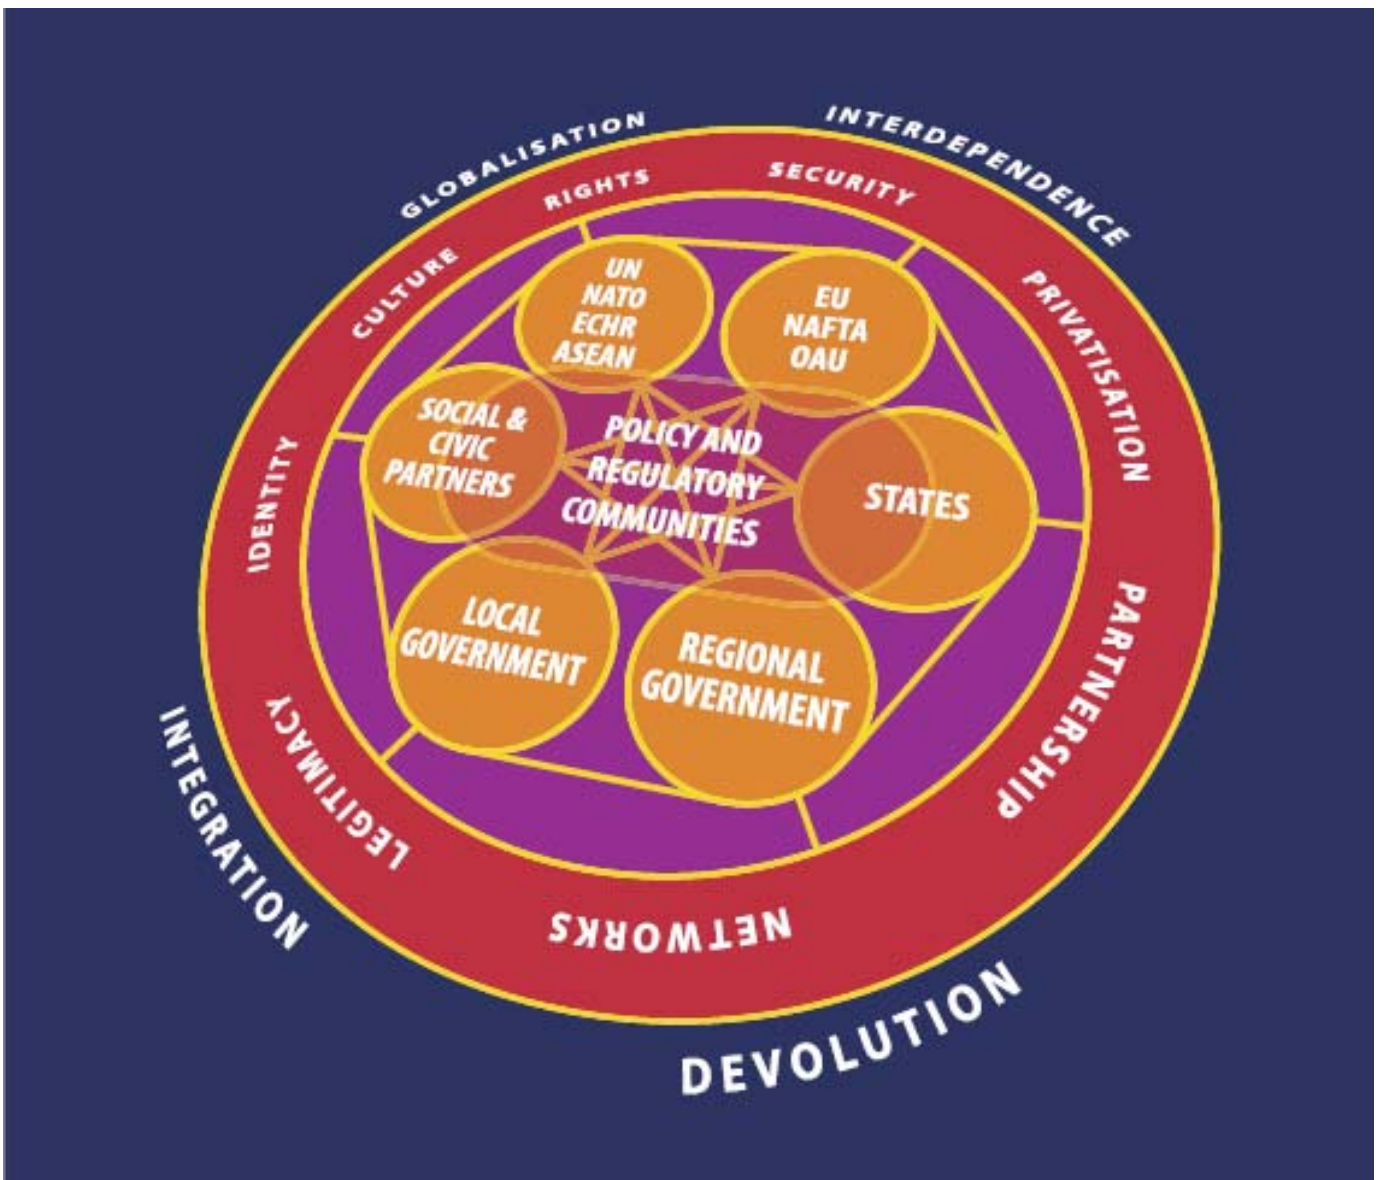 GLOBALISATION
INTERDEPENDENCE
RIGHTS
SECURITY
CULTURE
PRIVATISATION
IDENTITY
PARTNERSHIP
LEGITIMACY
NETWORKS
INTEGRATION
DEVOLUTION
UN
NATO
ECHR
ASEAN
EU
NAFTA
OAU
SOCIAL &
CIVIC
PARTNERS
POLICY AND
REGULATORY
COMMUNITIES
STATES
LOCAL
GOVERNMENT
REGIONAL
GOVERNMENT